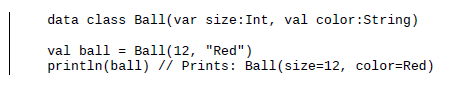 data class Ball(var size:Int, val color:String)
val ball = Ball(12, "Red")
println(ball) // Prints: Ball(size=12, color=Red)